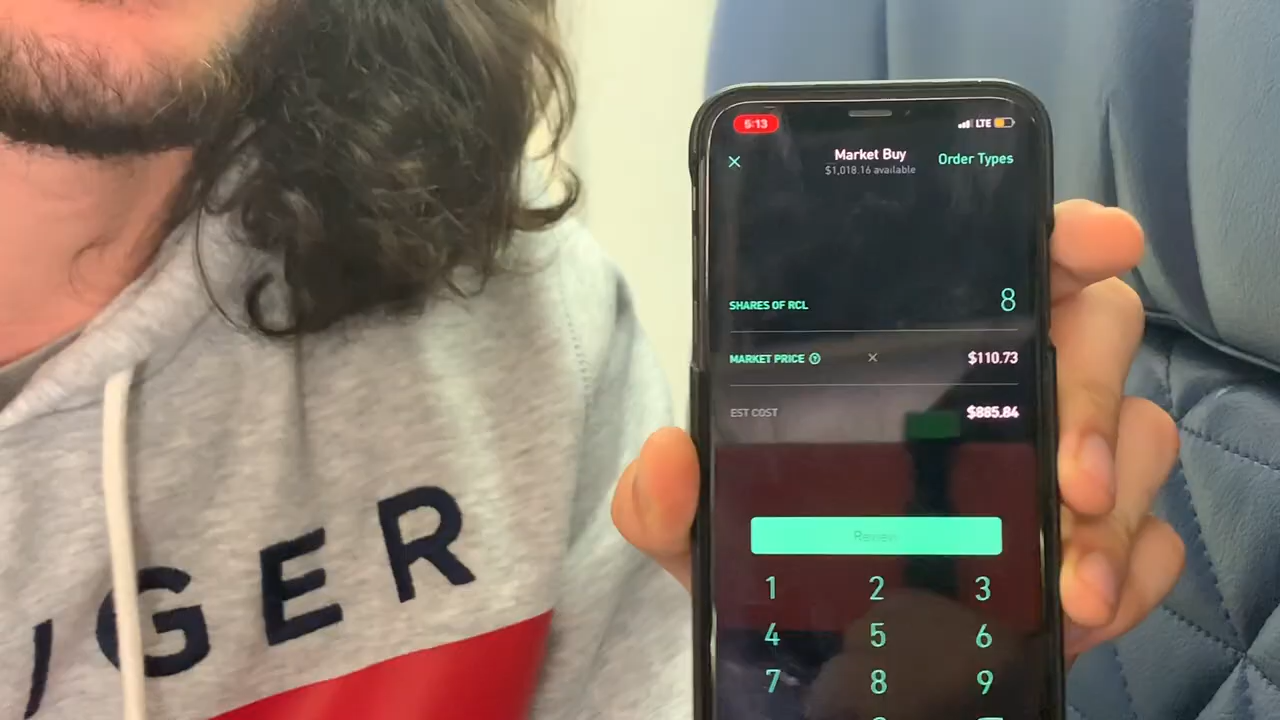 5:13
LTE
Market Buy
$1,018.16 available
Order Types
SHARES OF RCL
8
MARKET PRICE
×
$110.73
EST COST
$885.84
Review
1 2 3
4 5 6
7 8 9
IGER